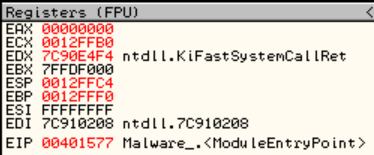 Registers (FPU) <
EAX 00000000
ECX 0012FFB0
EDX 7C90E4F4 ntdll.KiFastSystemCallRet
EBX 7FFDF000
ESP 0012FFC4
EBP 0012FFF0
ESI FFFFFFFF
EDI 7C910208 ntdll.7C910208
EIP 00401577 Malware_.<ModuleEntryPoint>